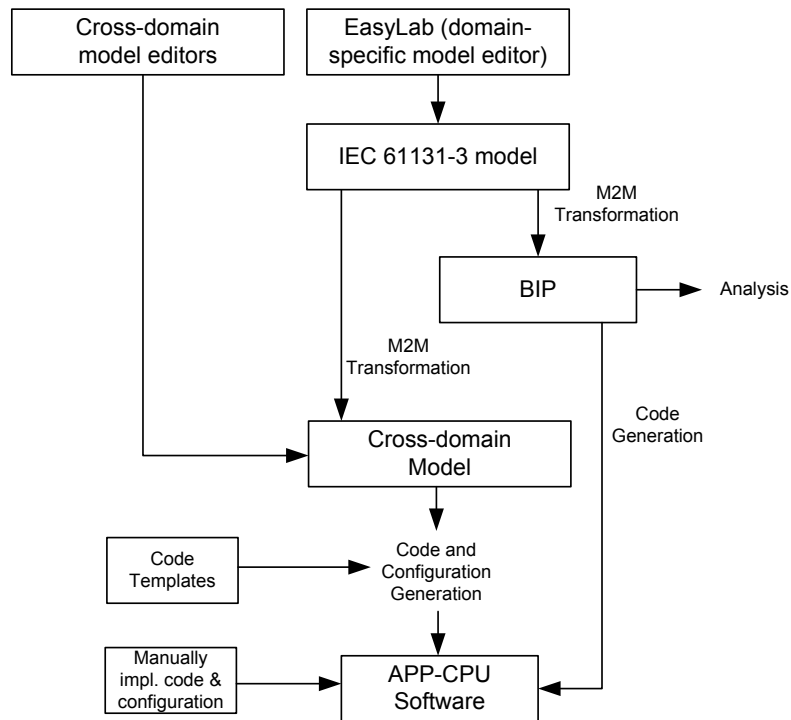 Cross-domain
model editors
EasyLab (domain-
specific model editor)
IEC 61131-3 model
M2M
Transformation
BIP
Analysis
M2M
Transformation
Code
Generation
Cross-domain
Model
Code
Templates
Code and
Configuration
Generation
Manually
impl. code &
configuration
APP-CPU
Software